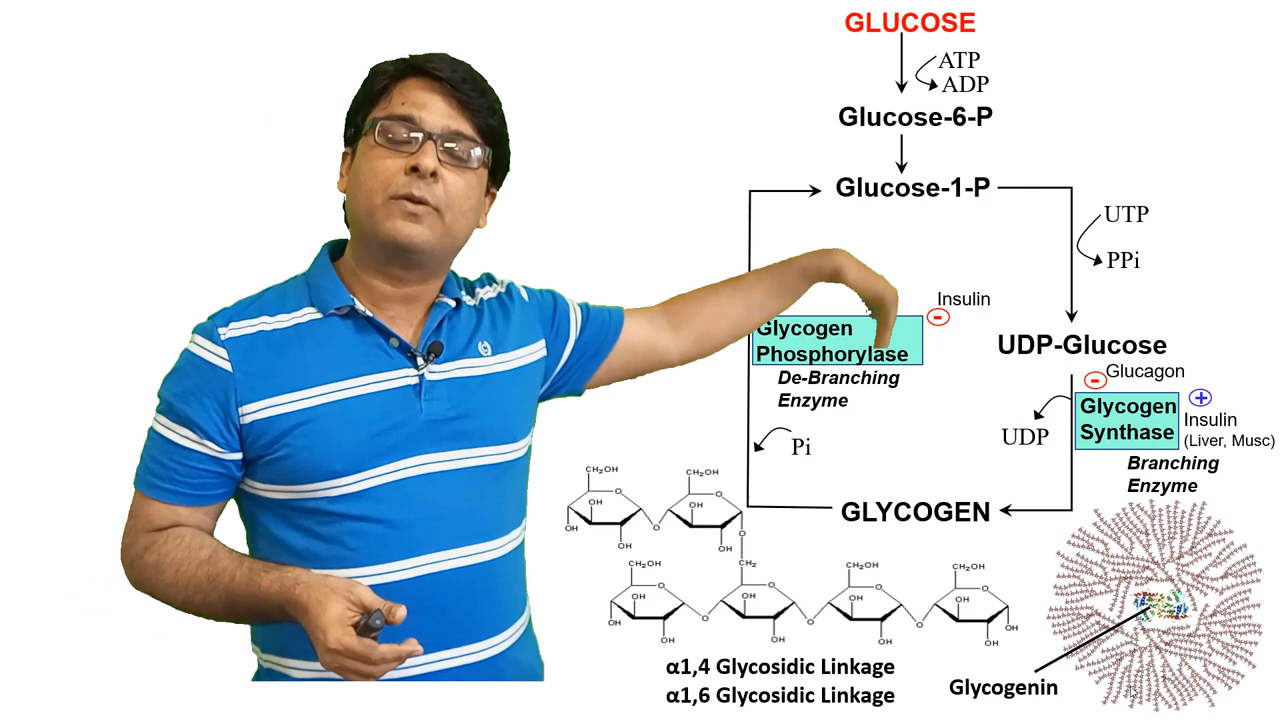 GLUCOSE
ATP
ADP
Glucose-6-P
Glucose-1-P
UTP
PPi
Insulin
Glycogen
Phosphorylase
De-Branching
Enzyme
UDP-Glucose
Glucagon
Glycogen
Synthase
Insulin
(Liver, Musc)
UDP
Branching
Enzyme
Pi
GLYCOGEN
CH₂OH
CH₂OH
O
O
OH
OH
OH
O
O
OH
OH
CH₂OH
CH₂
CH₂OH
CH₂OH
O
O
O
O
OH
OH
OH
OH
OH
O
O
O
OH
OH
OH
OH
OH
α1,4 Glycosidic Linkage
α1,6 Glycosidic Linkage
Glycogenin